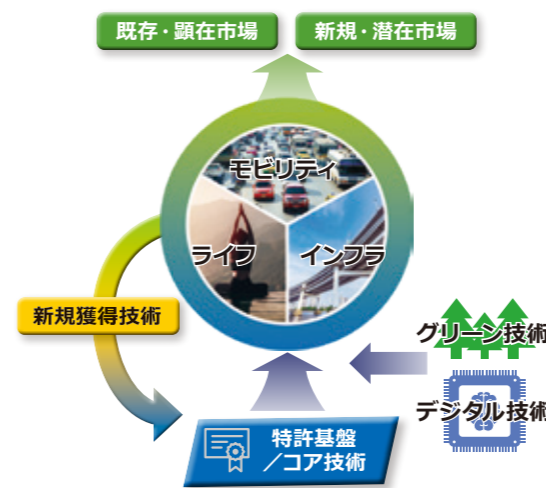 既存・顕在市場
新規・潜在市場
モビリティ
ライフ
インフラ
新規獲得技術
グリーン技術
デジタル技術
特許基盤
／コア技術